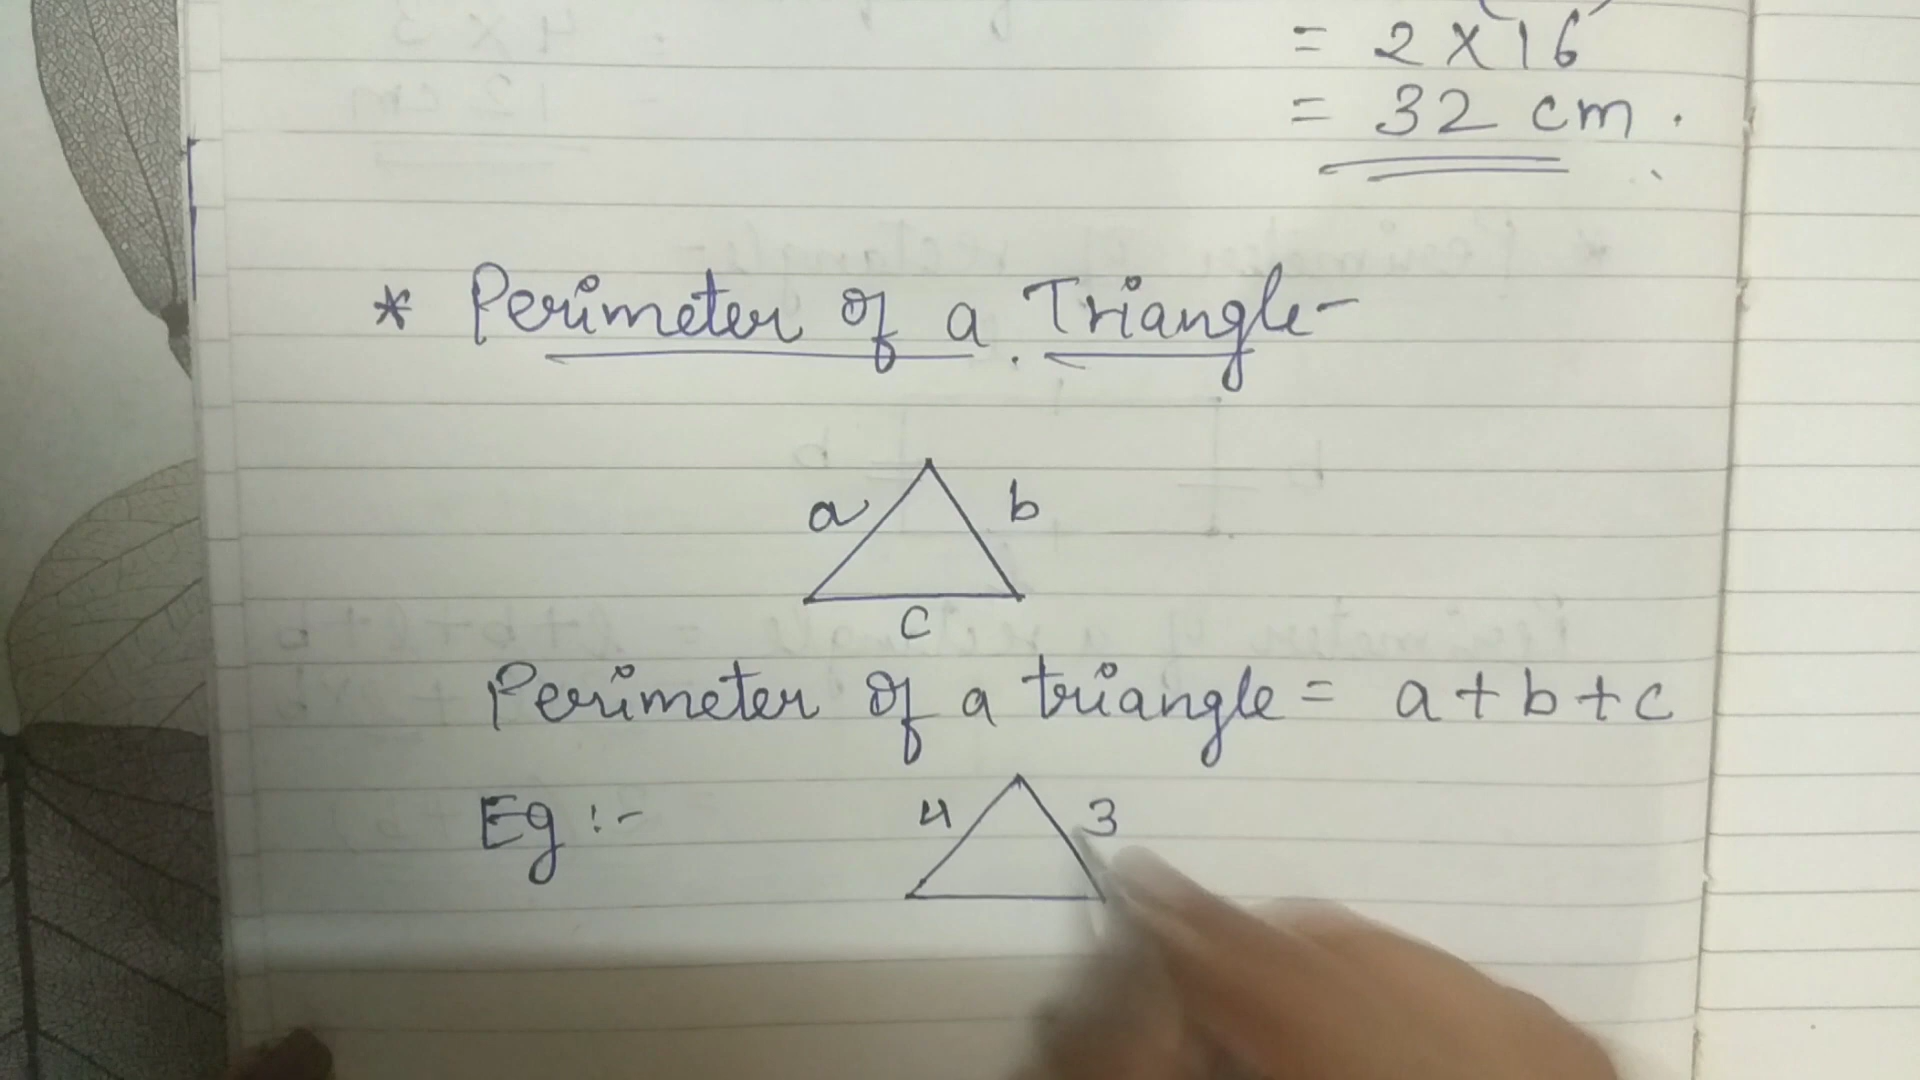 = 2 × 16
= 32 cm.
* Perimeter of a Triangle-
a b
c
Perimeter of a triangle = a + b + c
Eg :- 4 3